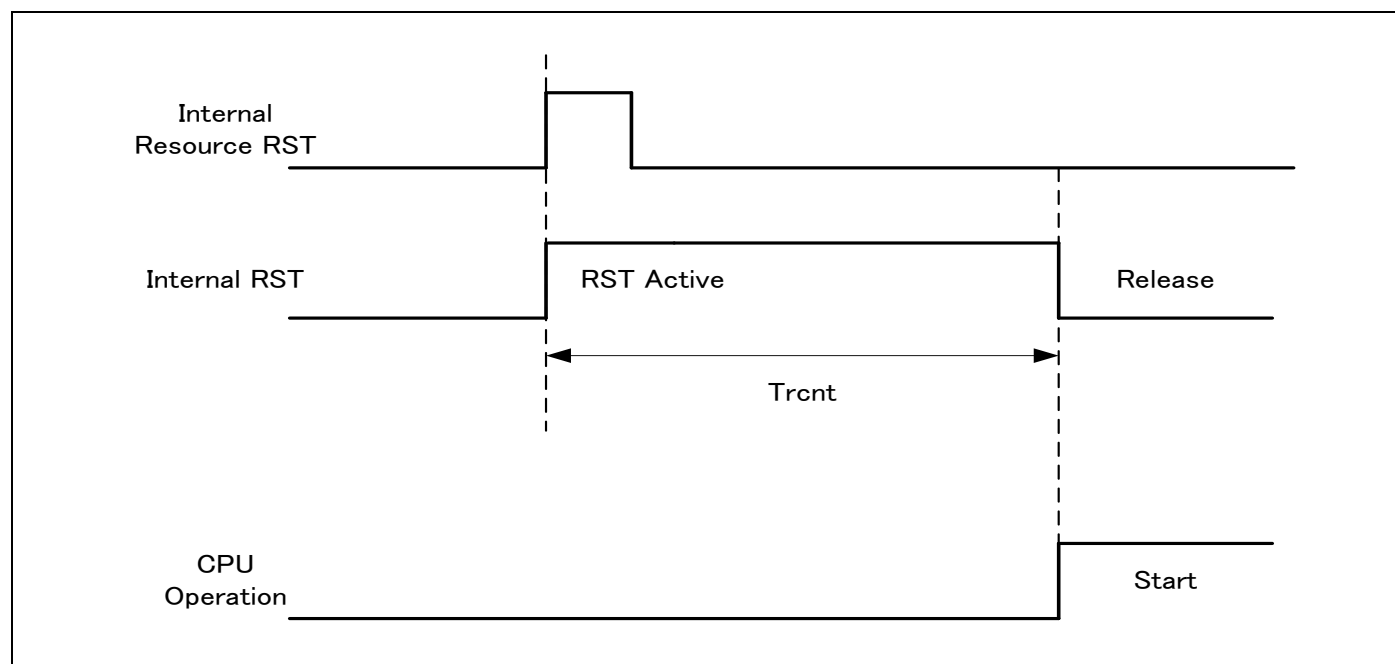 Internal
Resource RST
Internal RST
RST Active
Release
Trcnt
CPU
Operation
Start